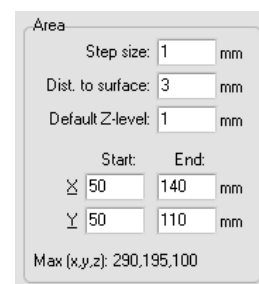 Area
Step size: 1 mm
Dist. to surface: 3 mm
Default Z-level: 1 mm
Start: End:
X 50 140 mm
Y 50 110 mm
Max (x,y,z): 290,195,100